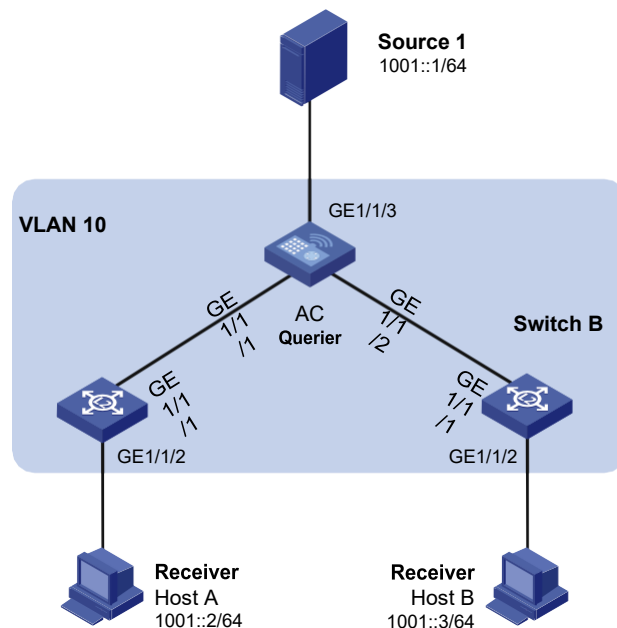 Source 1
1001::1/64
GE1/1/3
VLAN 10
GE
1/1
/1
AC
Querier
GE
1/1
/2
Switch B
GE
1/1
/1
GE
1/1
/1
GE1/1/2
GE1/1/2
Receiver
Host A
1001::2/64
Receiver
Host B
1001::3/64